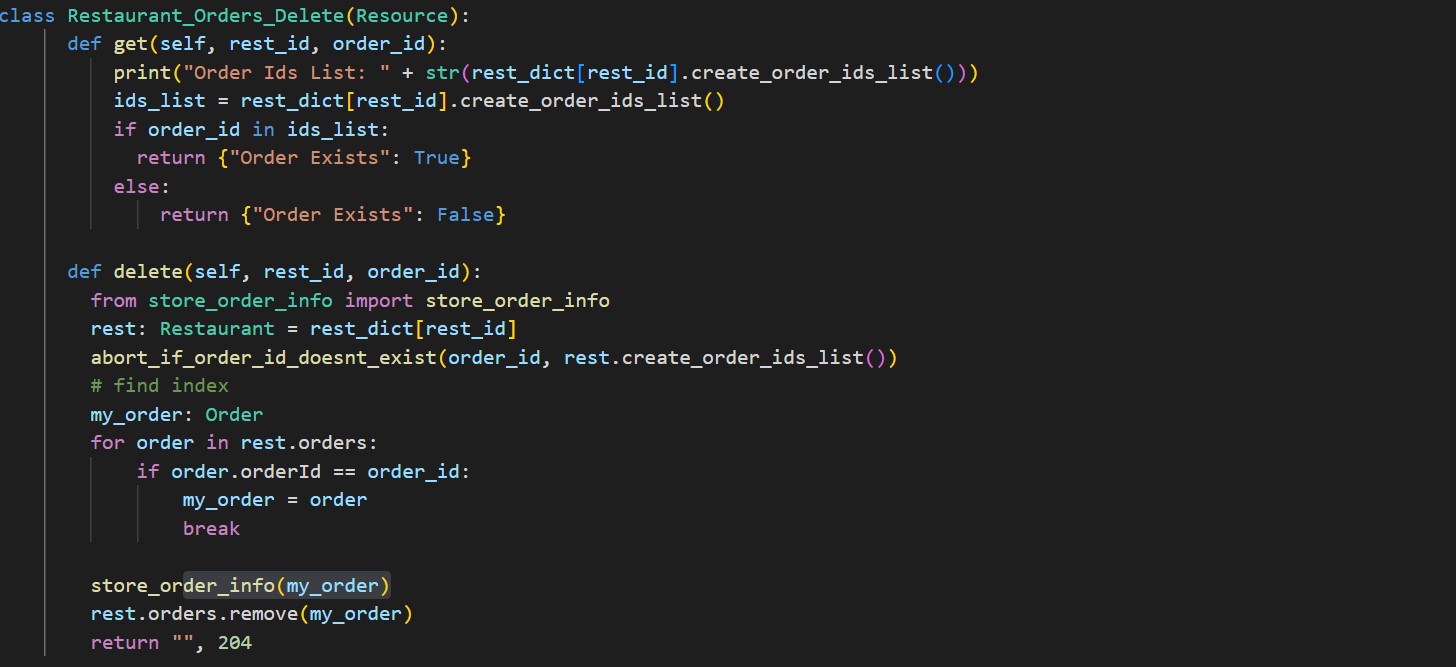 class Restaurant_Orders_Delete(Resource):
    def get(self, rest_id, order_id):
        print("Order Ids List: " + str(rest_dict[rest_id].create_order_ids_list()))
        ids_list = rest_dict[rest_id].create_order_ids_list()
        if order_id in ids_list:
          return {"Order Exists": True}
        else:
            return {"Order Exists": False}

    def delete(self, rest_id, order_id):
      from store_order_info import store_order_info
      rest: Restaurant = rest_dict[rest_id]
      abort_if_order_id_doesnt_exist(order_id, rest.create_order_ids_list())
      # find index
      my_order: Order
      for order in rest.orders:
          if order.orderId == order_id:
              my_order = order
              break

      store_order_info(my_order)
      rest.orders.remove(my_order)
      return "", 204